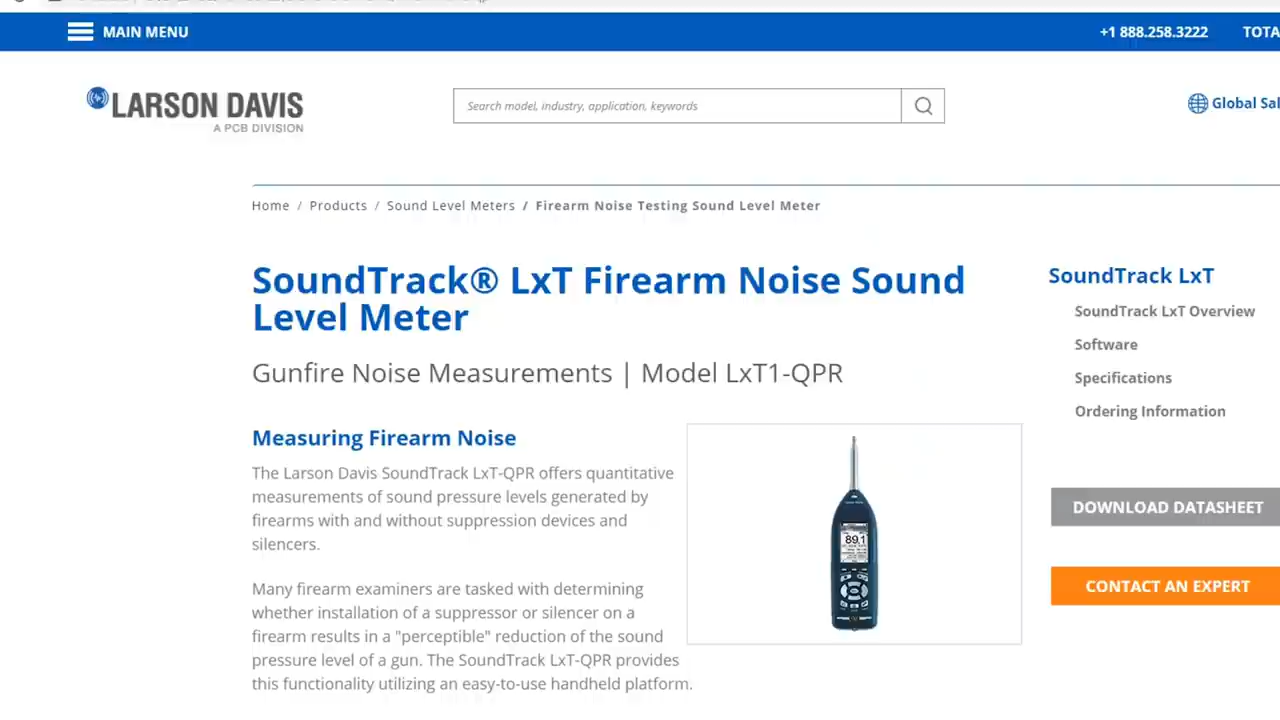 MAIN MENU
+1 888.258.3222
TOTA
LARSON DAVIS
A PCB DIVISION
Search model, industry, application, keywords
Global Sal
Home / Products / Sound Level Meters / Firearm Noise Testing Sound Level Meter
SoundTrack® LxT Firearm Noise Sound
Level Meter
Gunfire Noise Measurements | Model LxT1-QPR
Measuring Firearm Noise
The Larson Davis SoundTrack LxT-QPR offers quantitative
measurements of sound pressure levels generated by
firearms with and without suppression devices and
silencers.
Many firearm examiners are tasked with determining
whether installation of a suppressor or silencer on a
firearm results in a "perceptible" reduction of the sound
pressure level of a gun. The SoundTrack LxT-QPR provides
this functionality utilizing an easy-to-use handheld platform.
89.1
SoundTrack LxT
SoundTrack LxT Overview
Software
Specifications
Ordering Information
DOWNLOAD DATASHEET
CONTACT AN EXPERT